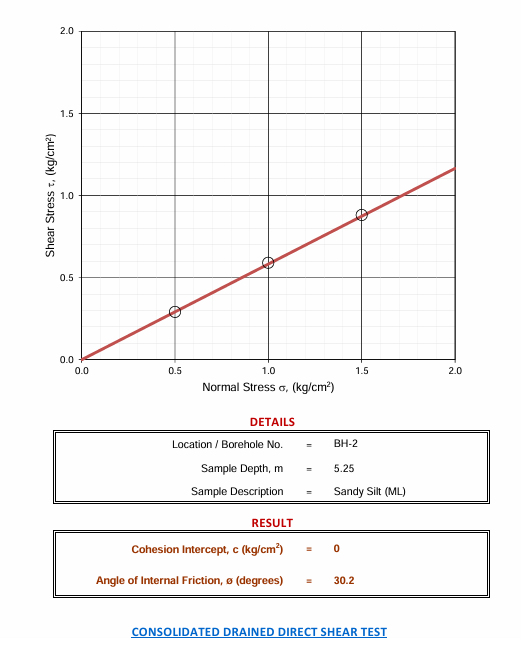 2.0
1.5
1.0
0.5
0.0
Shear Stress τ, (kg/cm²)
0.0 0.5 1.0 1.5 2.0
Normal Stress σ, (kg/cm²)
DETAILS
Location / Borehole No. = BH-2
Sample Depth, m = 5.25
Sample Description = Sandy Silt (ML)
RESULT
Cohesion Intercept, c (kg/cm²) = 0
Angle of Internal Friction, ø (degrees) = 30.2
CONSOLIDATED DRAINED DIRECT SHEAR TEST